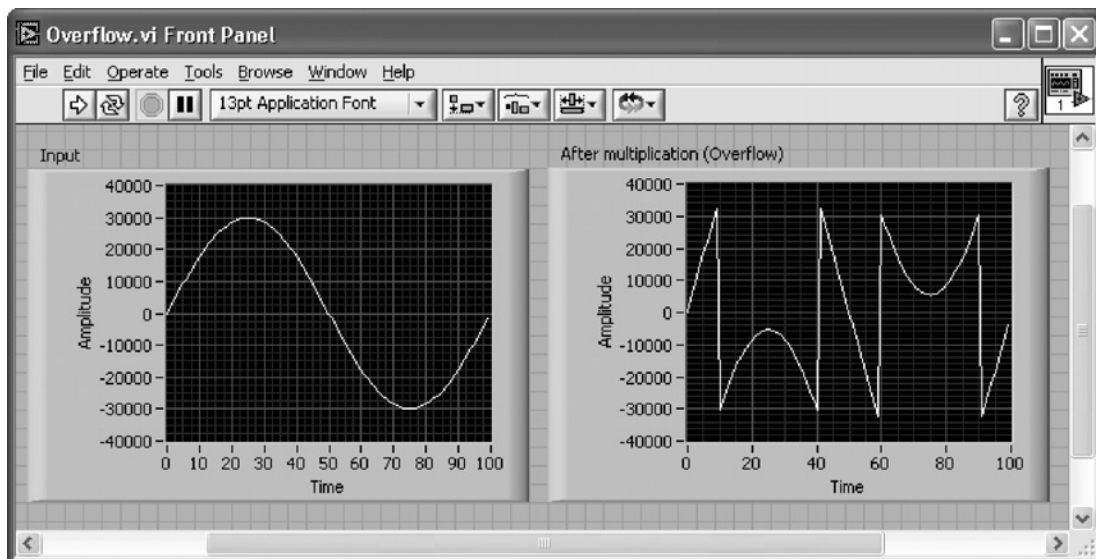 Overflow.vi Front Panel
File Edit Operate Tools Browse Window Help
13pt Application Font
?
1
Input
40000
30000
20000
10000
0
-10000
-20000
-30000
-40000
Amplitude
0 10 20 30 40 50 60 70 80 90 100
Time
After multiplication (Overflow)
40000
30000
20000
10000
0
-10000
-20000
-30000
-40000
Amplitude
0 20 40 60 80 100
Time